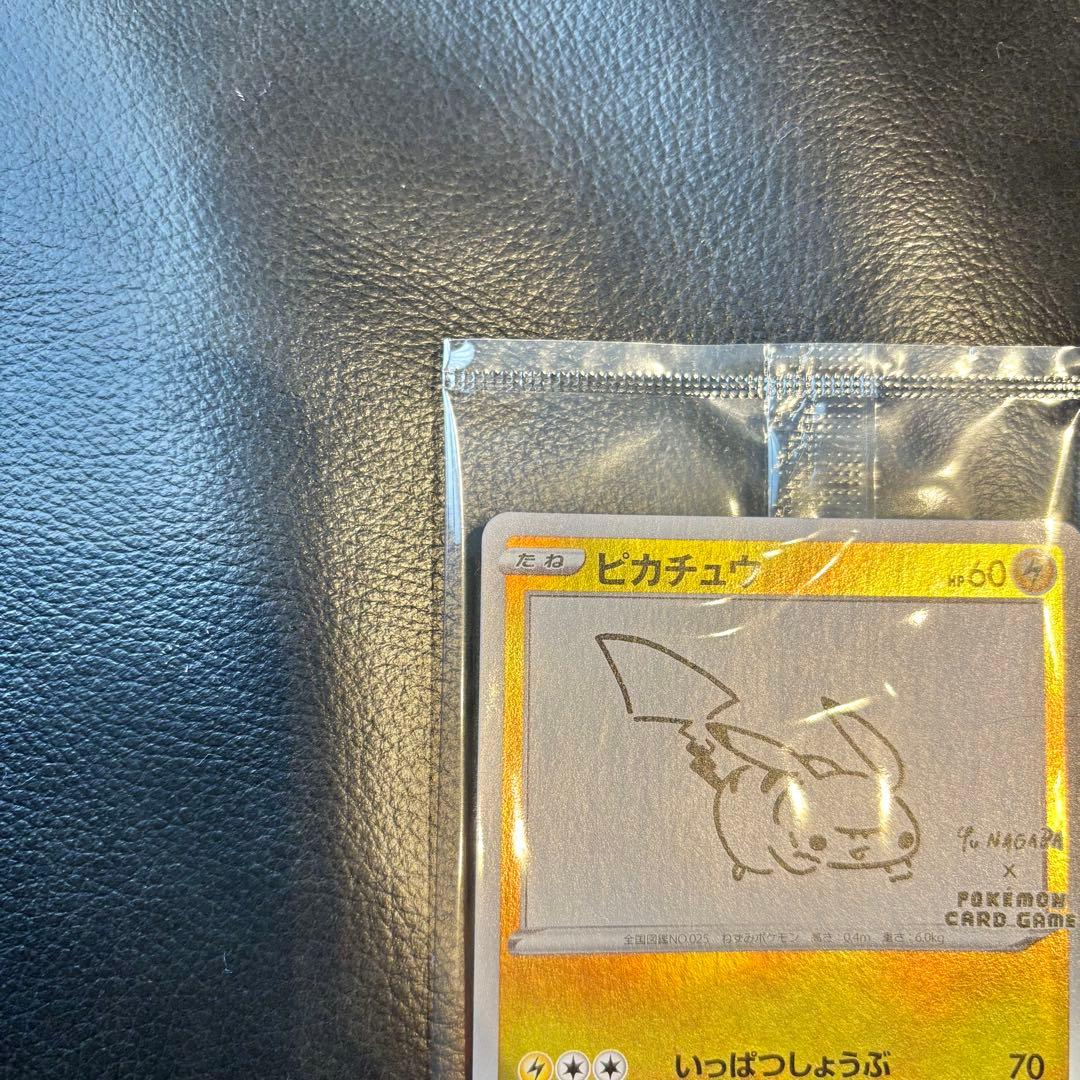 たね ピカチュウ HP60
Yu NAGABA
×
POKÉMON
CARD GAME
全国図鑑NO.025 ねずみポケモン 高さ：0.4m 重さ：6.0kg
いっぱつしょうぶ 70